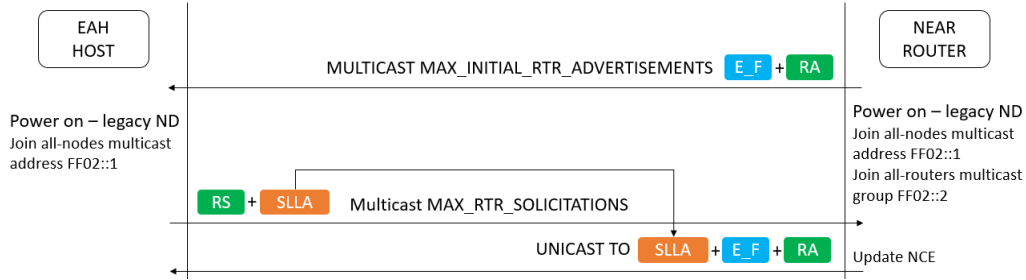 EAH
HOST
NEAR
ROUTER
MULTICAST MAX_INITIAL_RTR_ADVERTISEMENTS E_F + RA
Power on – legacy ND
Join all-nodes multicast
address FF02::1
Power on – legacy ND
Join all-nodes multicast
address FF02::1
Join all-routers multicast
group FF02::2
RS + SLLA Multicast MAX_RTR_SOLICITATIONS
UNICAST TO SLLA + E_F + RA
Update NCE